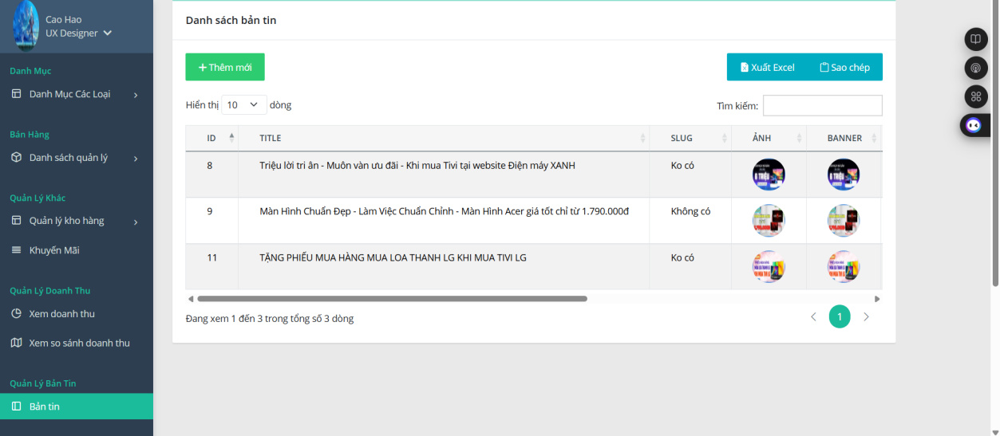 Cao Hao
UX Designer
Danh Mục
Danh Mục Các Loại
Bán Hàng
Danh sách quản lý
Quản Lý Khác
Quản lý kho hàng
Khuyến Mãi
Quản Lý Doanh Thu
Xem doanh thu
Xem so sánh doanh thu
Quản Lý Bản Tin
Bản tin
Danh sách bản tin
+ Thêm mới
Xuất Excel Sao chép
Hiển thị 10 dòng
Tìm kiếm:
ID TITLE SLUG ẢNH BANNER
8 Triệu lời tri ân - Muôn vàn ưu đãi - Khi mua Tivi tại website Điện máy XANH Ko có
9 Màn Hình Chuẩn Đẹp - Làm Việc Chuẩn Chỉnh - Màn Hình Acer giá tốt chỉ từ 1.790.000đ Không có
11 TẶNG PHIẾU MUA HÀNG MUA LOA THANH LG KHI MUA TIVI LG Ko có
Đang xem 1 đến 3 trong tổng số 3 dòng
1